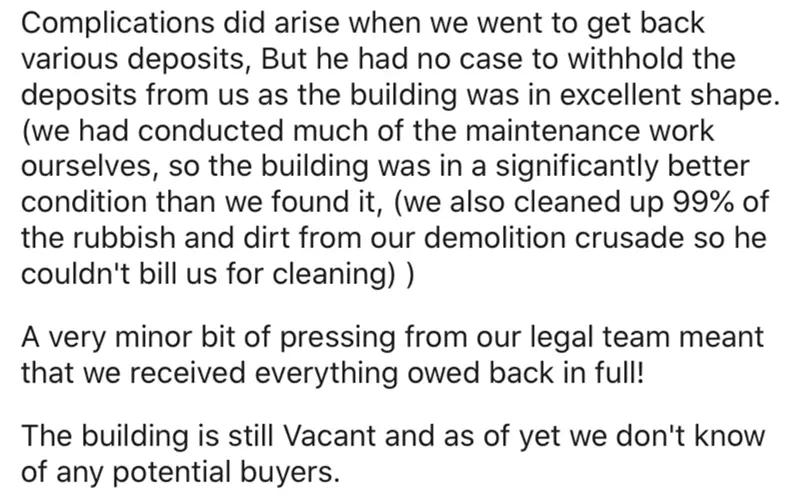 Complications did arise when we went to get back
various deposits, But he had no case to withhold the
deposits from us as the building was in excellent shape.
(we had conducted much of the maintenance work
ourselves, so the building was in a significantly better
condition than we found it, (we also cleaned up 99% of
the rubbish and dirt from our demolition crusade so he
couldn't bill us for cleaning) )
A very minor bit of pressing from our legal team meant
that we received everything owed back in full!
The building is still Vacant and as of yet we don't know
of any potential buyers.